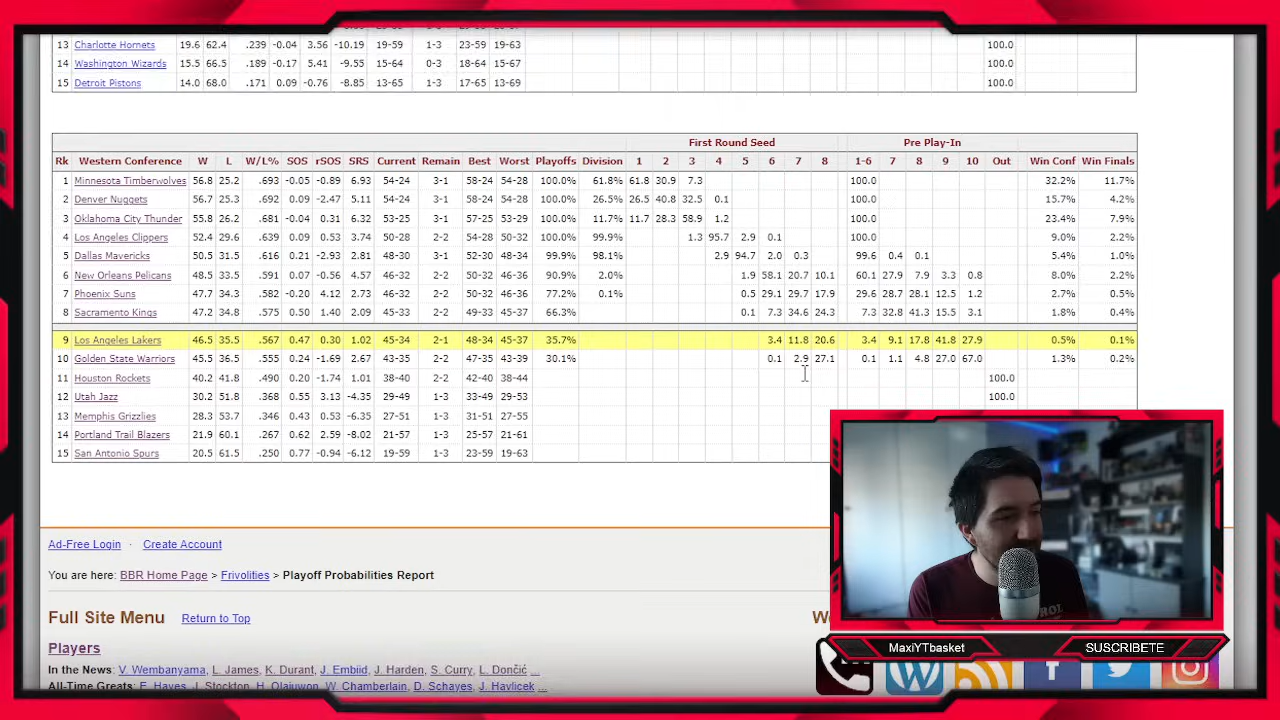 13 Charlotte Hornets 19.6 62.4 .239 -0.04 3.56 -10.19 19-59 1-3 23-59 19-63 100.0
14 Washington Wizards 15.5 66.5 .189 -0.17 5.41 -9.55 15-64 0-3 18-64 15-67 100.0
15 Detroit Pistons 14.0 68.0 .171 0.09 -0.76 -8.85 13-65 1-3 17-65 13-69 100.0
First Round Seed Pre Play-In
Rk Western Conference W L W/L% SOS rSOS SRS Current Remain Best Worst Playoffs Division 1 2 3 4 5 6 7 8 1-6 7 8 9 10 Out Win Conf Win Finals
1 Minnesota Timberwolves 56.8 25.2 .693 -0.05 -0.89 6.93 54-24 3-1 58-24 54-28 100.0% 61.8% 61.8 30.9 7.3 100.0 32.2% 11.7%
2 Denver Nuggets 56.7 25.3 .692 0.09 -2.47 5.11 54-24 3-1 58-24 54-28 100.0% 26.5% 26.5 40.8 32.5 0.1 100.0 15.7% 4.2%
3 Oklahoma City Thunder 55.8 26.2 .681 -0.04 0.31 6.32 53-25 3-1 57-25 53-29 100.0% 11.7% 11.7 28.3 58.9 1.2 100.0 23.4% 7.9%
4 Los Angeles Clippers 52.4 29.6 .639 0.09 0.53 3.74 50-28 2-2 54-28 50-32 100.0% 99.9% 1.3 95.7 2.9 0.1 100.0 9.0% 2.2%
5 Dallas Mavericks 50.5 31.5 .616 0.21 -2.93 2.31 48-30 3-1 52-30 48-34 99.9% 98.1% 2.9 94.7 2.0 0.3 99.6 0.4 0.1 5.4% 1.0%
6 New Orleans Pelicans 48.5 33.5 .591 0.07 -0.56 4.57 46-32 2-2 50-32 46-36 90.9% 2.0% 1.9 58.1 20.7 10.1 60.1 27.9 7.9 3.3 0.8 8.0% 2.2%
7 Phoenix Suns 47.7 34.3 .582 -0.20 4.12 2.73 46-32 2-2 50-32 46-36 77.2% 0.1% 0.5 29.1 29.7 17.9 29.6 28.7 28.1 12.5 1.2 2.7% 0.5%
8 Sacramento Kings 47.2 34.8 .575 0.50 1.40 2.09 45-33 2-2 49-33 45-37 66.3% 0.1 7.3 34.6 24.3 7.3 32.8 41.3 15.5 3.1 1.8% 0.4%
9 Los Angeles Lakers 46.5 35.5 .567 0.47 0.30 1.02 45-34 2-1 48-34 45-37 35.7% 3.4 11.8 20.6 3.4 9.1 17.8 41.8 27.9 0.5% 0.1%
10 Golden State Warriors 45.5 36.5 .555 0.24 -1.69 2.67 43-35 2-2 47-35 43-39 30.1% 0.1 2.9 27.1 0.1 1.1 4.8 27.0 67.0 1.3% 0.2%
11 Houston Rockets 40.2 41.8 .490 0.20 -1.74 1.01 38-40 2-2 42-40 38-44 100.0
12 Utah Jazz 30.2 51.8 .368 0.55 3.13 -4.35 29-49 1-3 33-49 29-53 100.0
13 Memphis Grizzlies 28.3 53.7 .346 0.43 0.53 -6.35 27-51 1-3 31-51 27-55
14 Portland Trail Blazers 21.9 60.1 .267 0.62 2.59 -8.02 21-57 1-3 25-57 21-61
15 San Antonio Spurs 20.5 61.5 .250 0.77 -0.94 -6.12 19-59 1-3 23-59 19-63
Ad-Free Login · Create Account
You are here: BBR Home Page > Frivolities > Playoff Probabilities Report
Full Site Menu Return to Top
Players
In the News: V. Wembanyama, L. James, K. Durant, J. Embiid, J. Harden, S. Curry, L. Dončić ...
All-Time Greats: E. Hayes, J. Stockton, H. Olajuwon, W. Chamberlain, D. Schayes, J. Havlicek ...
MaxiYTbasket SUSCRIBETE